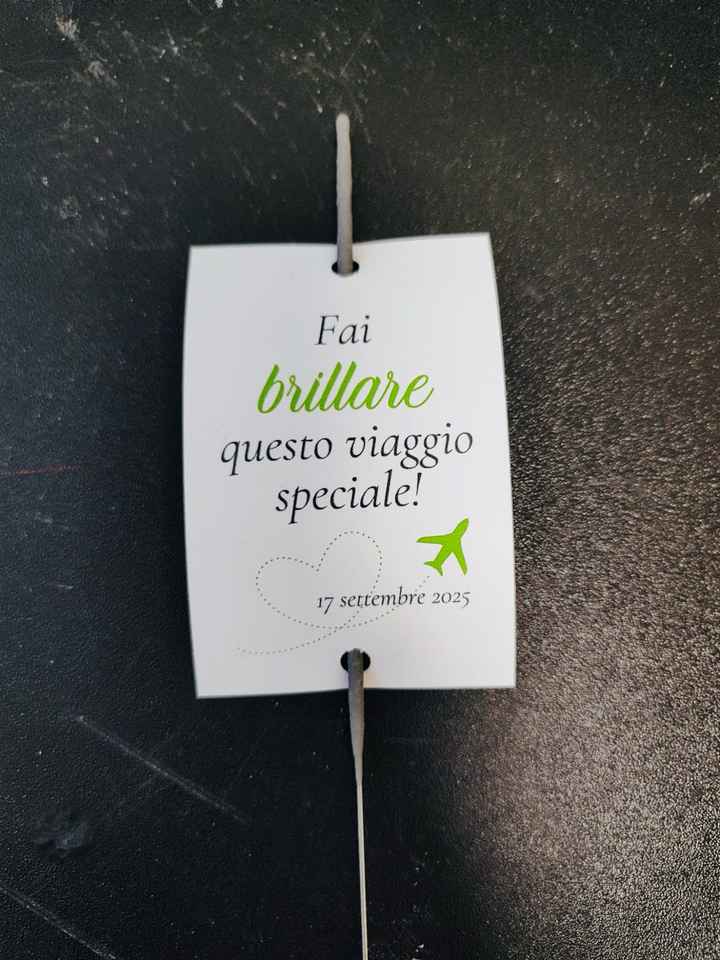 Fai
brillare
questo viaggio
speciale!
17 settembre 2025